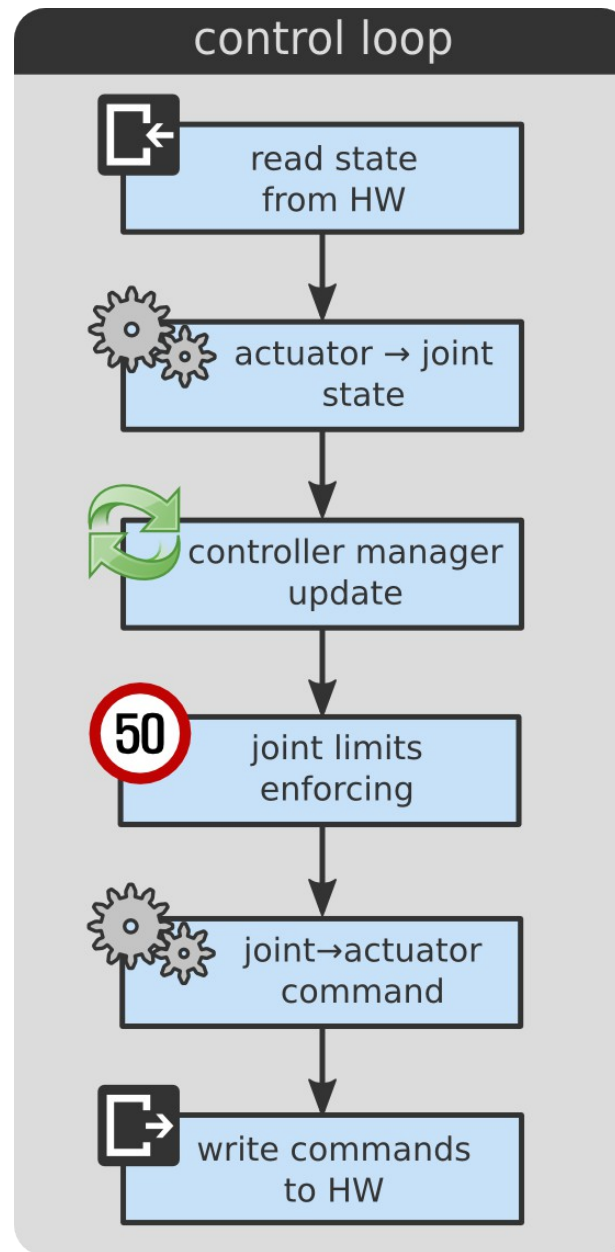 control loop
read state
from HW
actuator → joint
state
controller manager
update
50
joint limits
enforcing
joint→actuator
command
write commands
to HW